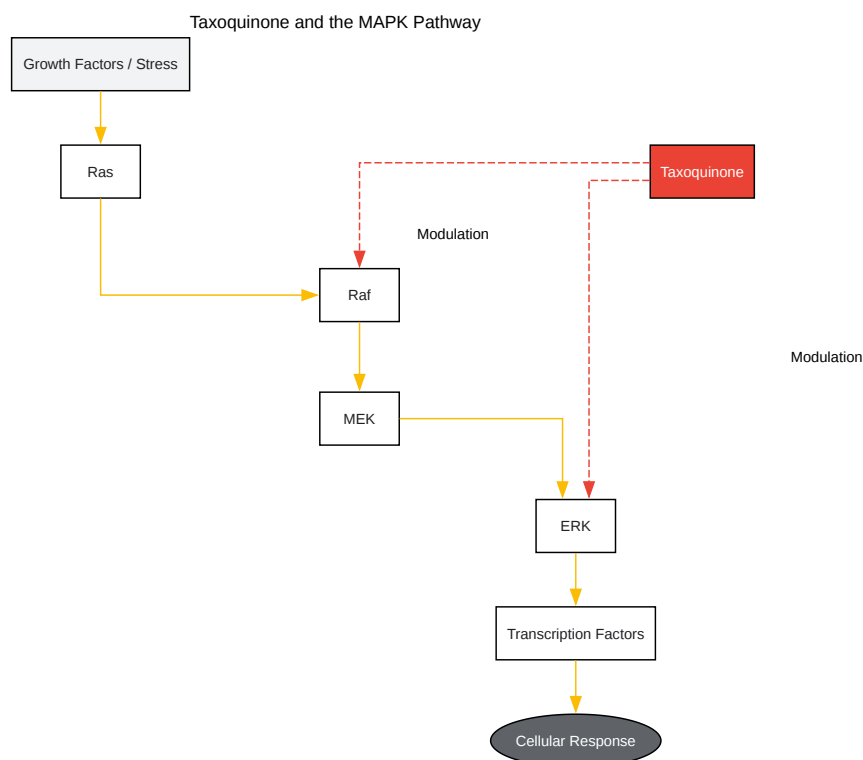 Taxoquinone and the MAPK Pathway
Growth Factors / Stress
Ras
Taxoquinone
Modulation
Raf
Modulation
MEK
ERK
Transcription Factors
Cellular Response